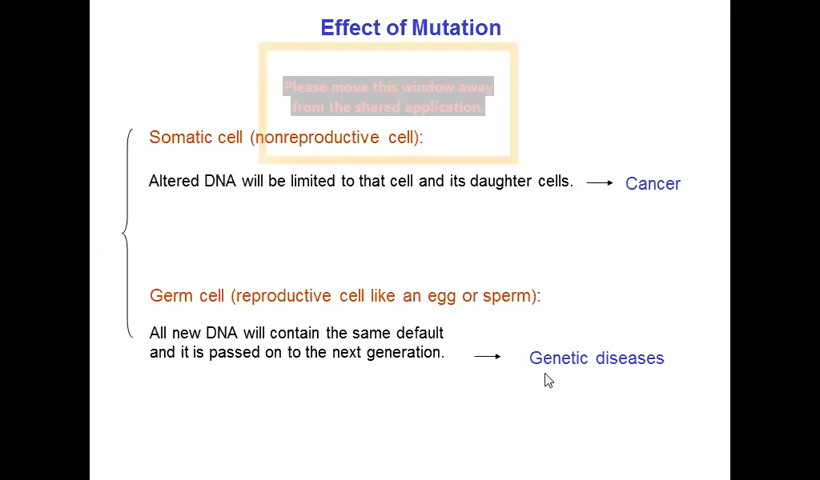 Effect of Mutation
Please move this window away
from the shared application.
Somatic cell (nonreproductive cell):
Altered DNA will be limited to that cell and its daughter cells.
Cancer
Germ cell (reproductive cell like an egg or sperm):
All new DNA will contain the same default
and it is passed on to the next generation.
Genetic diseases